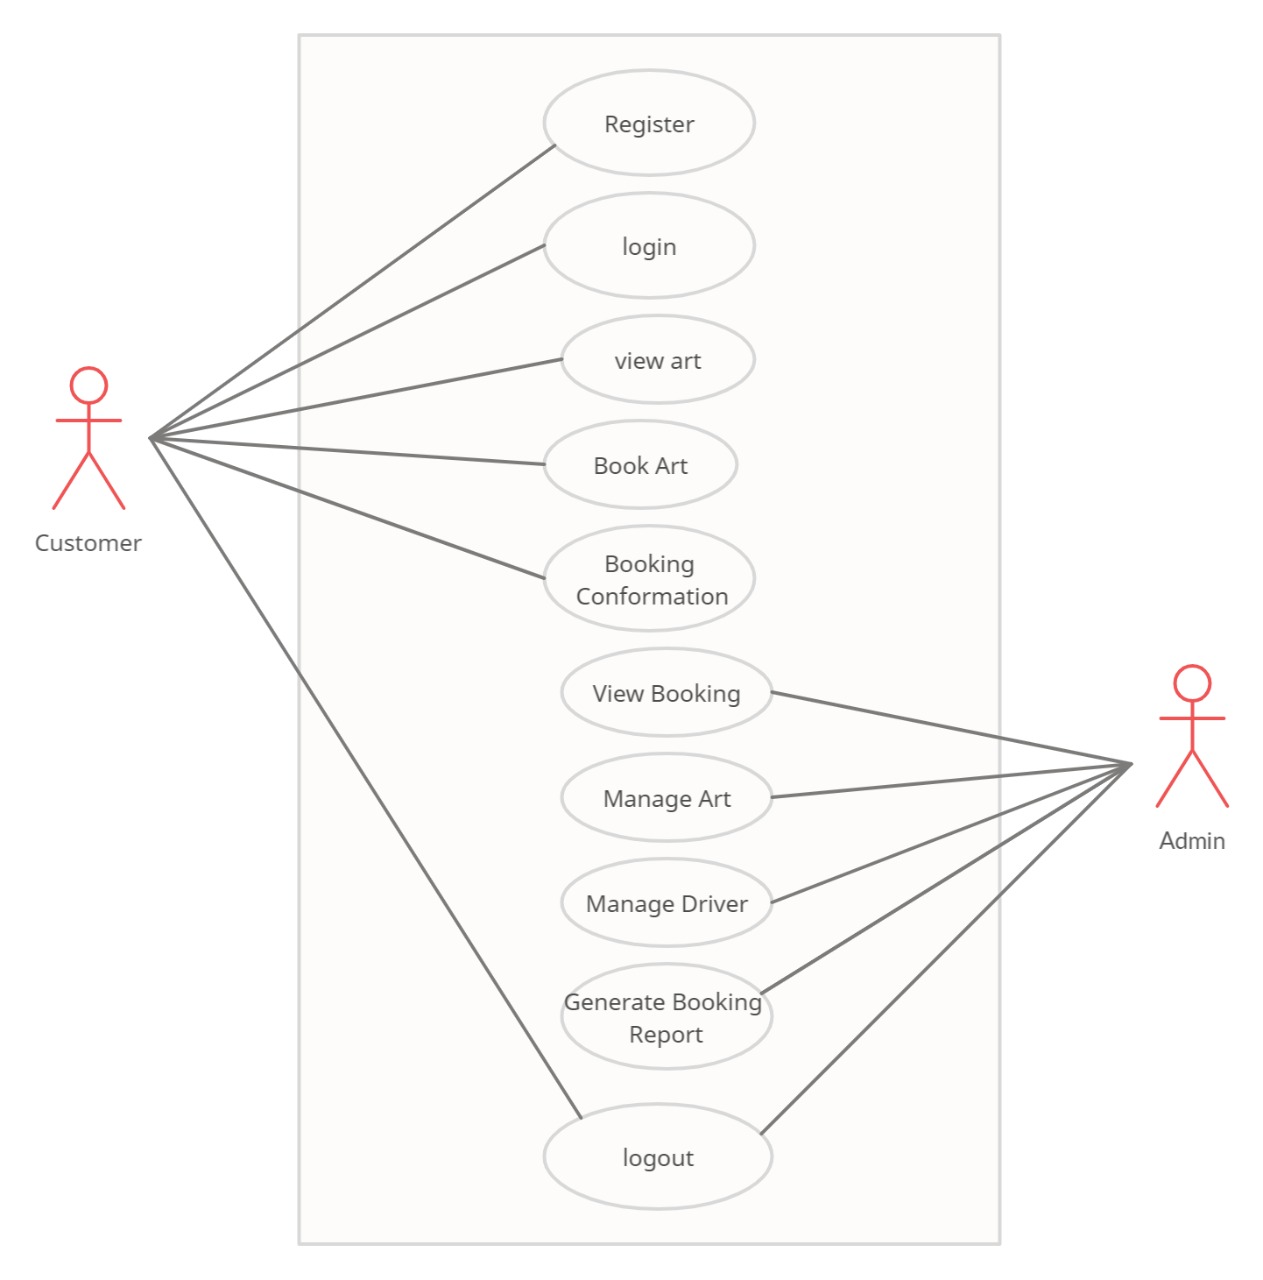 Register
login
view art
Book Art
Customer
Booking
Conformation
View Booking
Manage Art
Admin
Manage Driver
Generate Booking
Report
logout